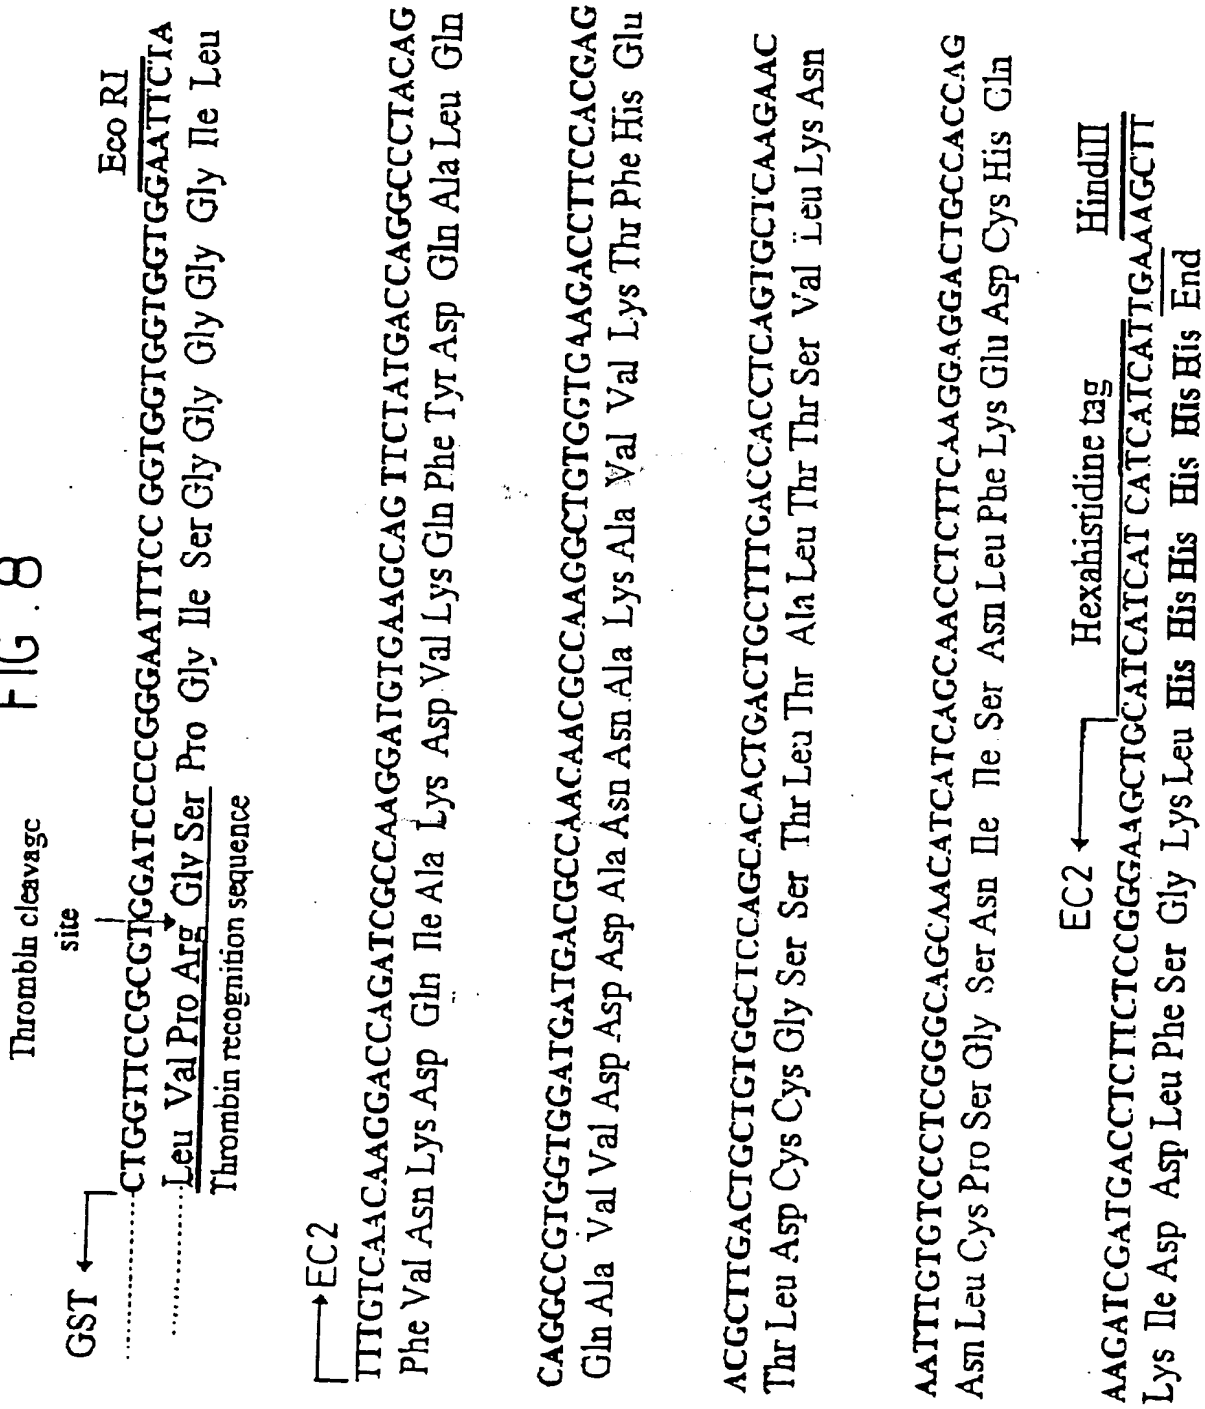 FIG. 8
Thrombin cleavage
site
GST
Eco RI
CTGGTTCCGCGTGGATCCCCGGGAATTTCC GGTGGTGGTGGTGGAATTCTA
Leu Val Pro Arg Gly Ser Pro Gly Ile Ser Gly Gly Gly Gly Gly Ile Leu
Thrombin recognition sequence
EC2
TTTGTCAACAAGGACCAGATCGCCAAGGATGTGAAGCAG TTCTATGACCAGGCCCTACAG
Phe Val Asn Lys Asp Gln Ile Ala Lys Asp Val Lys Gln Phe Tyr Asp Gln Ala Leu Gln
CAGGCCGTGGTGGATGATGACGCCAACAACGCCAAGGCTGTGGTGAAGACCTTCCACGAG
Gln Ala Val Val Asp Asp Asp Ala Asn Asn Ala Lys Ala Val Val Lys Thr Phe His Glu
ACGCTTGACTGCTGTGGCTCCAGCACACTGACTGCTTTGACCACCTCAGTGCTCAAGAAC
Thr Leu Asp Cys Cys Gly Ser Ser Thr Leu Thr Ala Leu Thr Thr Ser Val Leu Lys Asn
AATTTGTGTCCCTCGGGCAGCAACATCATCAGCAACCTCTTCAAGGAGGACTGCCACCAG
Asn Leu Cys Pro Ser Gly Ser Asn Ile Ile Ser Asn Leu Phe Lys Glu Asp Cys His Gln
EC2
Hexahistidine tag
HindIII
AAGATCGATGACCTCTTCTCCGGGAAGCTGCATCATCAT CATCATCATTGAAAGCTT
Lys Ile Asp Asp Leu Phe Ser Gly Lys Leu His His His His His His End